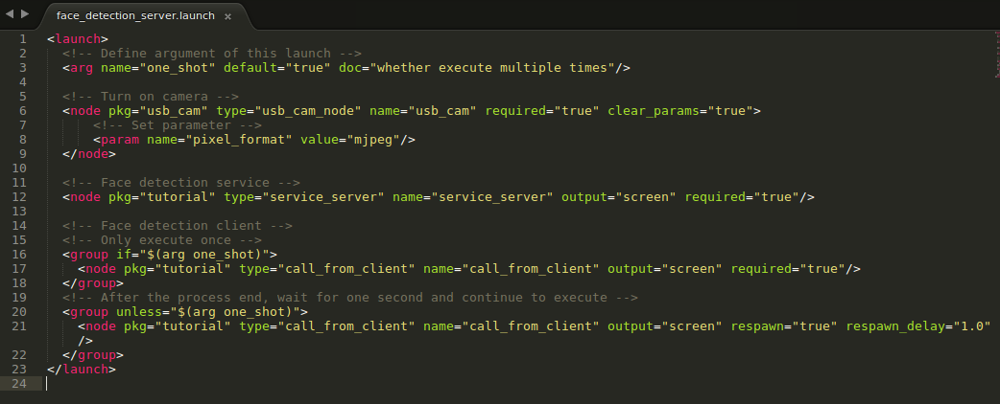 face_detection_server.launch ×
1 <launch>
2 <!-- Define argument of this launch -->
3 <arg name="one_shot" default="true" doc="whether execute multiple times"/>
4
5 <!-- Turn on camera -->
6 <node pkg="usb_cam" type="usb_cam_node" name="usb_cam" required="true" clear_params="true">
7 <!-- Set parameter -->
8 <param name="pixel_format" value="mjpeg"/>
9 </node>
10
11 <!-- Face detection service -->
12 <node pkg="tutorial" type="service_server" name="service_server" output="screen" required="true"/>
13
14 <!-- Face detection client -->
15 <!-- Only execute once -->
16 <group if="$(arg one_shot)">
17 <node pkg="tutorial" type="call_from_client" name="call_from_client" output="screen" required="true"/>
18 </group>
19 <!-- After the process end, wait for one second and continue to execute -->
20 <group unless="$(arg one_shot)">
21 <node pkg="tutorial" type="call_from_client" name="call_from_client" output="screen" respawn="true" respawn_delay="1.0"
/>
22 </group>
23 </launch>
24